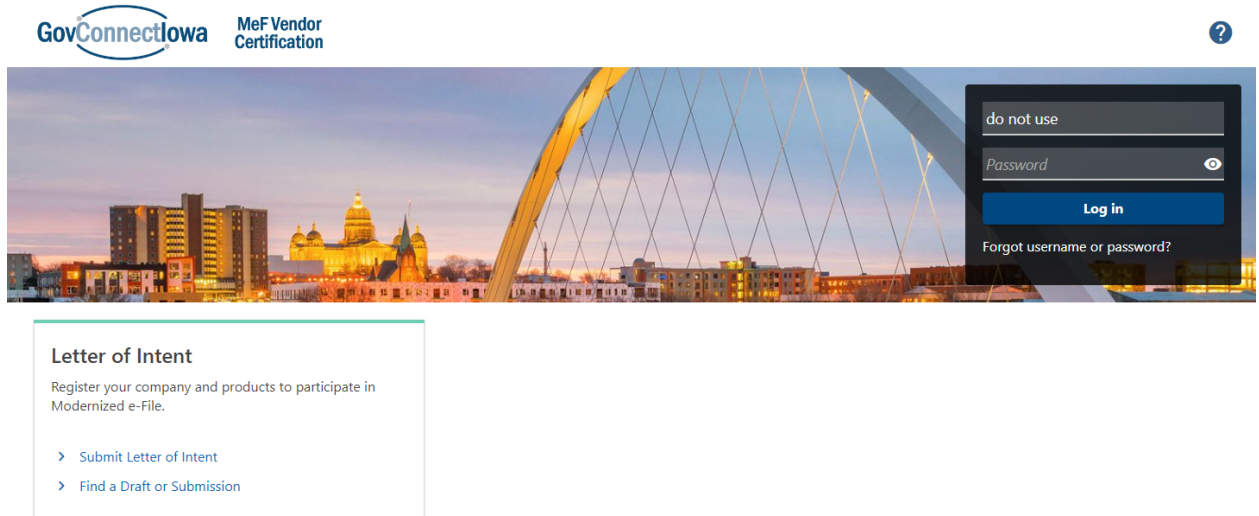 GovConnectIowa
MeF Vendor
Certification
?
do not use
Password
Log in
Forgot username or password?
Letter of Intent
Register your company and products to participate in
Modernized e-File.
Submit Letter of Intent
Find a Draft or Submission